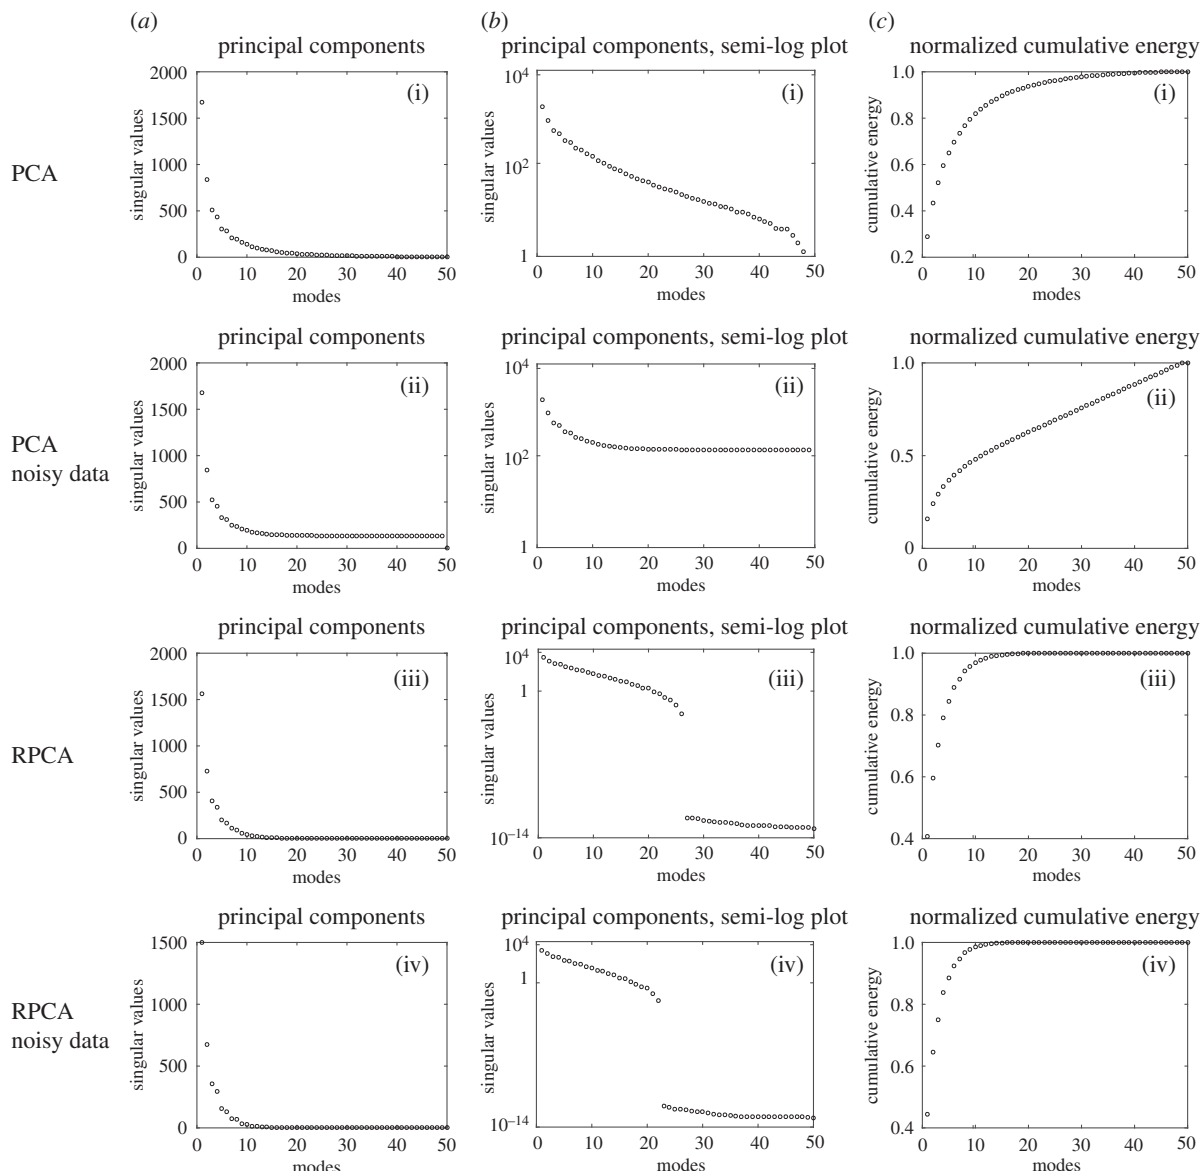 (a) (b) (c)
principal components principal components, semi-log plot normalized cumulative energy
PCA
singular values
2000
1500
1000
500
0
0 10 20 30 40 50
modes
(i)
singular values
10^4
10^2
1
0 10 20 30 40 50
modes
(i)
cumulative energy
1.0
0.8
0.6
0.4
0.2
0 10 20 30 40 50
modes
(i)
principal components principal components, semi-log plot normalized cumulative energy
PCA
noisy data
singular values
2000
1500
1000
500
0
0 10 20 30 40 50
modes
(ii)
singular values
10^4
10^2
1
0 10 20 30 40 50
modes
(ii)
cumulative energy
1.0
0.5
0
0 10 20 30 40 50
modes
(ii)
principal components principal components, semi-log plot normalized cumulative energy
RPCA
singular values
2000
1500
1000
500
0
0 10 20 30 40 50
modes
(iii)
singular values
10^4
1
10^−14
0 10 20 30 40 50
modes
(iii)
cumulative energy
1.0
0.8
0.6
0.4
0 10 20 30 40 50
modes
(iii)
principal components principal components, semi-log plot normalized cumulative energy
RPCA
noisy data
singular values
1500
1000
500
0
0 10 20 30 40 50
modes
(iv)
singular values
10^4
1
10^−14
0 10 20 30 40 50
modes
(iv)
cumulative energy
1.0
0.8
0.6
0.4
0 10 20 30 40 50
modes
(iv)